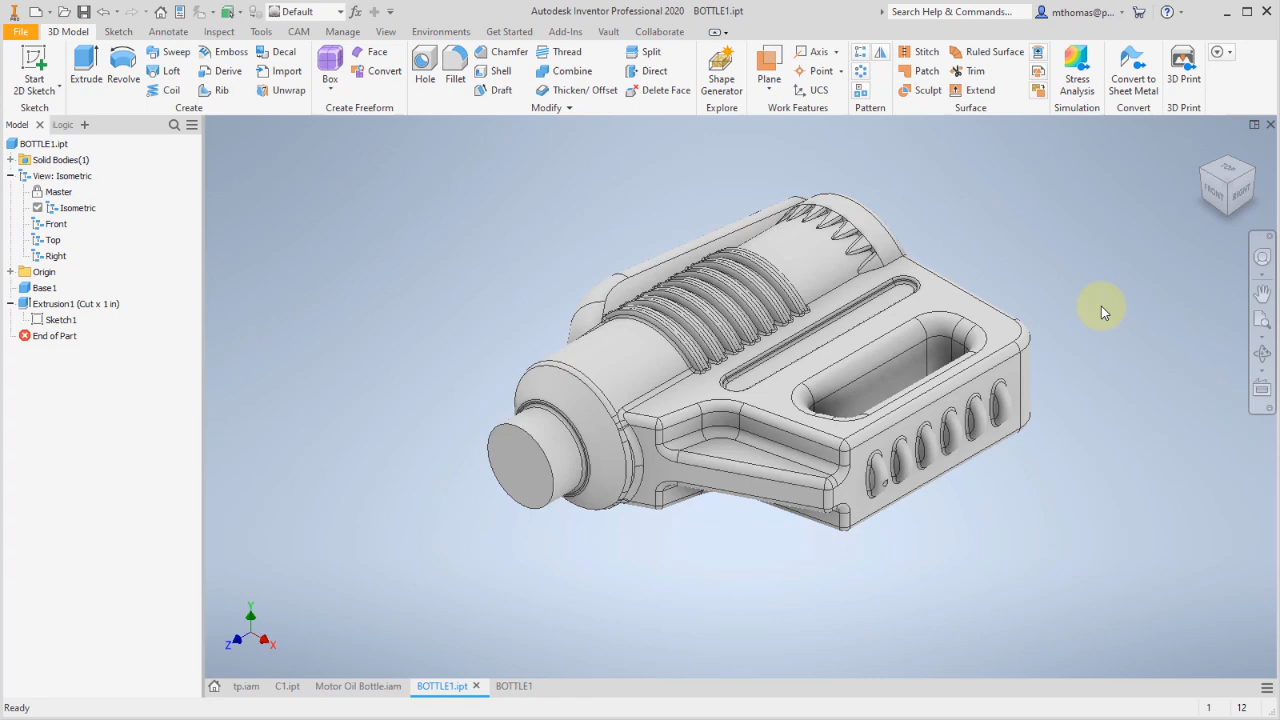 PRO
Default
fx
Autodesk Inventor Professional 2020 BOTTLE1.ipt
Search Help & Commands...
mthomas@p...
File
3D Model
Sketch
Annotate
Inspect
Tools
CAM
Manage
View
Environments
Get Started
Add-Ins
Vault
Collaborate
Start
2D Sketch
Extrude
Revolve
Sweep
Emboss
Decal
Loft
Derive
Import
Coil
Rib
Unwrap
Box
Face
Convert
Hole
Fillet
Chamfer
Thread
Split
Shell
Combine
Direct
Draft
Thicken/ Offset
Delete Face
Shape
Generator
Plane
Axis
Point
UCS
Stitch
Ruled Surface
Patch
Trim
Sculpt
Extend
Stress
Analysis
Convert to
Sheet Metal
3D Print
Sketch
Create
Create Freeform
Modify
Explore
Work Features
Pattern
Surface
Simulation
Convert
3D Print
Model
Logic
BOTTLE1.ipt
Solid Bodies(1)
View: Isometric
Master
Isometric
Front
Top
Right
Origin
Base1
Extrusion1 (Cut x 1 in)
Sketch1
End of Part
TOP
FRONT
RIGHT
Y
Z
X
tp.iam
C1.ipt
Motor Oil Bottle.iam
BOTTLE1.ipt
BOTTLE1
Ready
1
12